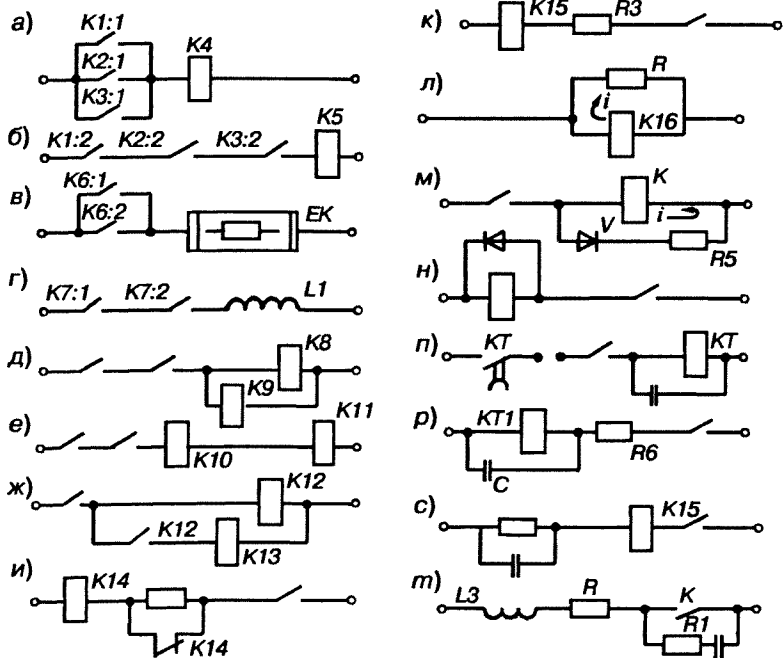 а)
K1:1
K2:1
K3:1
K4
б)
K1:2 K2:2 K3:2 K5
в)
K6:1
K6:2
EK
г)
K7:1 K7:2 L1
д)
K8
K9
е)
K10
K11
ж)
K12
K12
K13
и)
K14
K14
к)
K15 R3
л)
R
i
K16
м)
K
i
V
R5
н)
п)
KT
KT
р)
KT1
R6
C
с)
K15
т)
L3 R K
R1